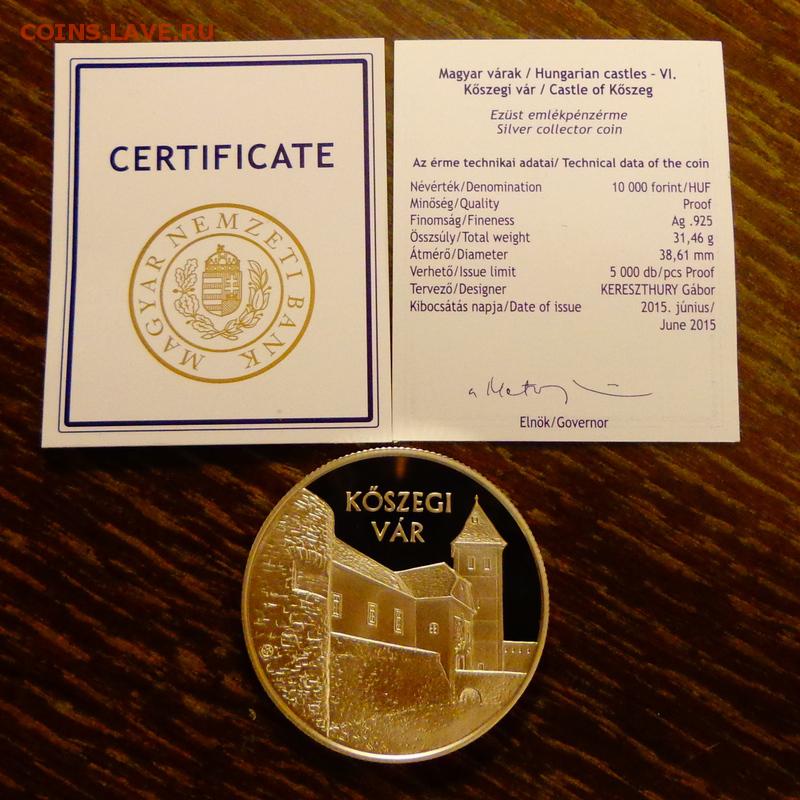 COINS.LAVE.RU
CERTIFICATE
MAGYAR NEMZETI BANK
Magyar várak / Hungarian castles – VI.
Kőszegi vár / Castle of Kőszeg
Ezüst emlékpénzérme
Silver collector coin
Az érme technikai adatai/ Technical data of the coin
Névérték/Denomination 10 000 forint/HUF
Minőség/Quality Proof
Finomság/Fineness Ag .925
Összsúly/Total weight 31,46 g
Átmérő/Diameter 38,61 mm
Verhető/Issue limit 5 000 db/pcs Proof
Tervező/Designer KERESZTHURY Gábor
Kibocsátás napja/Date of issue 2015. június/
June 2015
Elnök/Governor
KŐSZEGI
VÁR